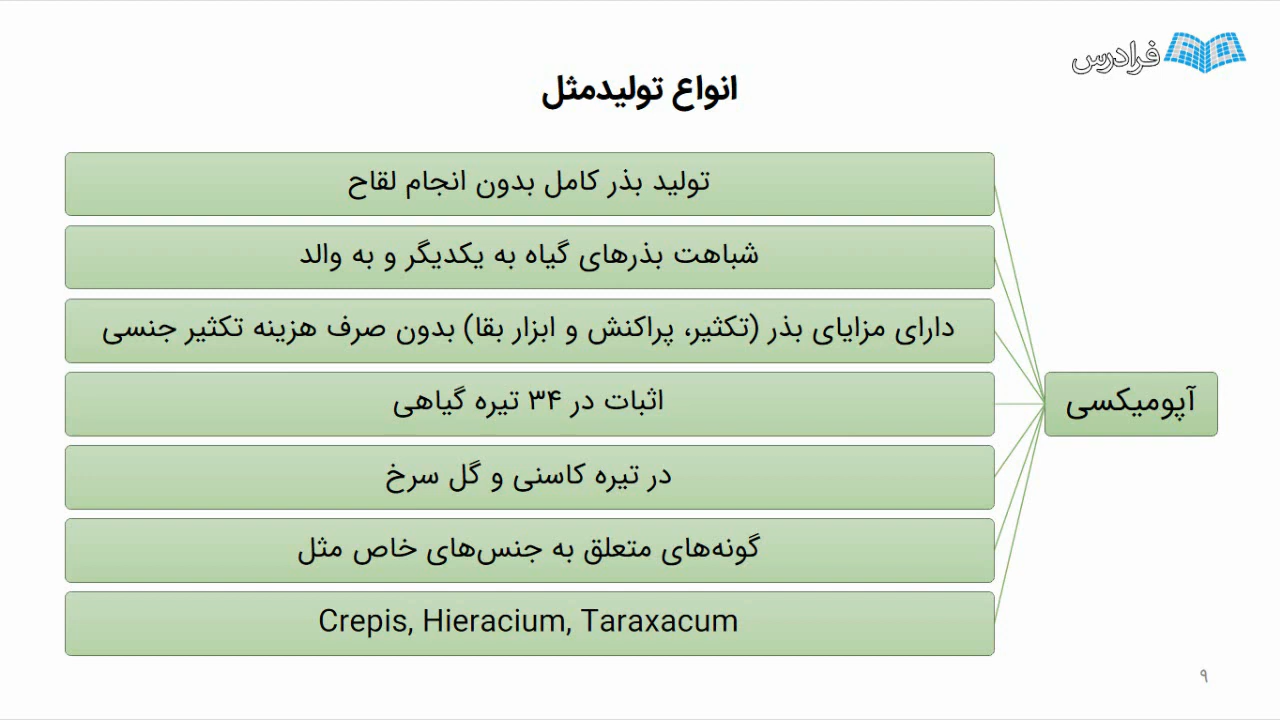 فرادرس
انواع تولیدمثل
تولید بذر کامل بدون انجام لقاح
شباهت بذرهای گیاه به یکدیگر و به والد
دارای مزایای بذر (تکثیر، پراکنش و ابزار بقا) بدون صرف هزینه تکثیر جنسی
اثبات در ۳۴ تیره گیاهی
در تیره کاسنی و گل سرخ
گونه‌های متعلق به جنس‌های خاص مثل
Crepis, Hieracium, Taraxacum
آپومیکسی
۹